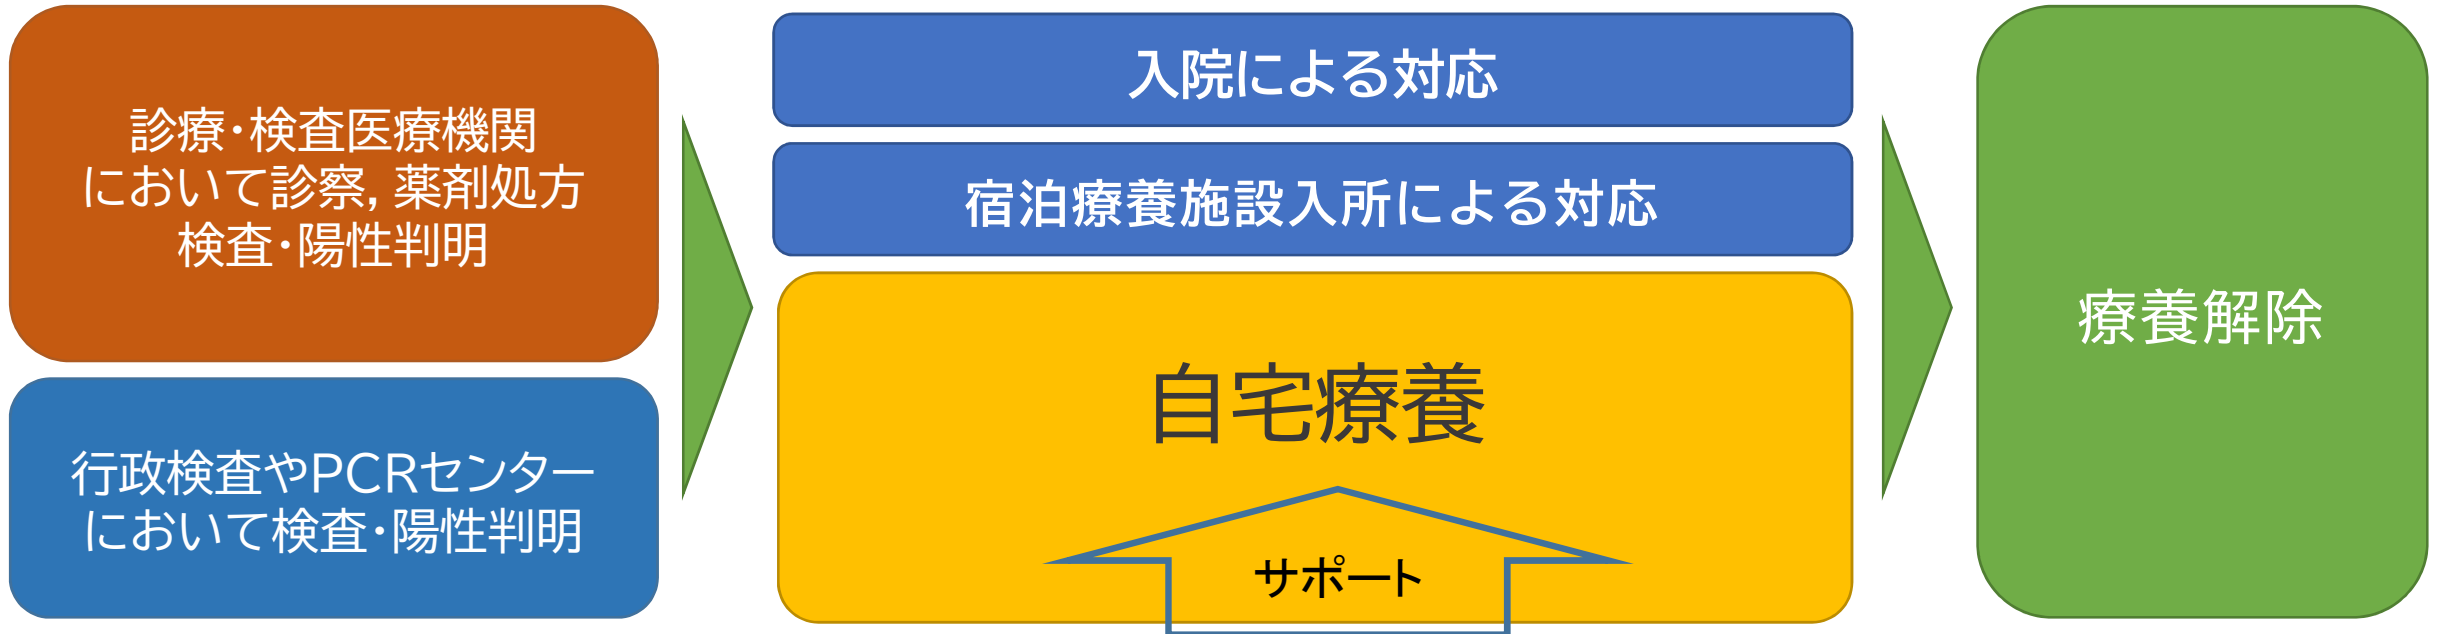 診療・検査医療機関
において診察，薬剤処方
検査・陽性判明
行政検査やPCRセンター
において検査・陽性判明
入院による対応
宿泊療養施設入所による対応
自宅療養
サポート
療養解除